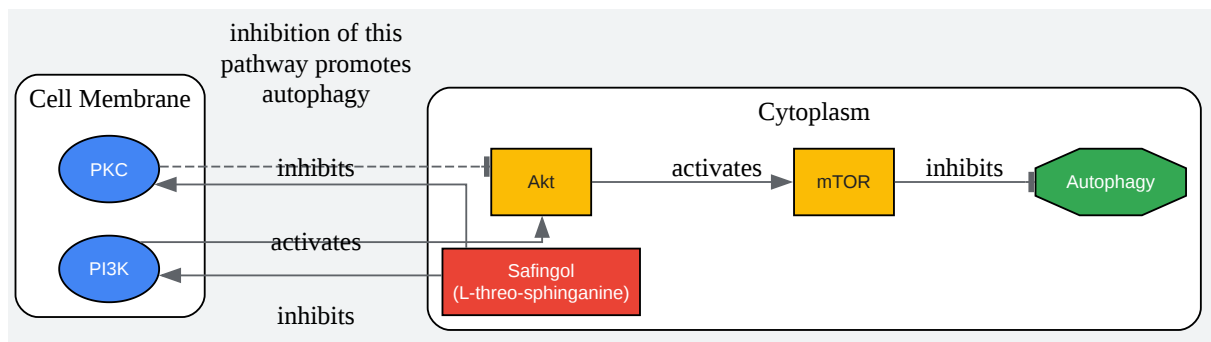 inhibition of this
pathway promotes
autophagy
Cell Membrane
Cytoplasm
PKC
inhibits
Akt
activates
mTOR
inhibits
Autophagy
PI3K
activates
Safingol
(L-threo-sphinganine)
inhibits